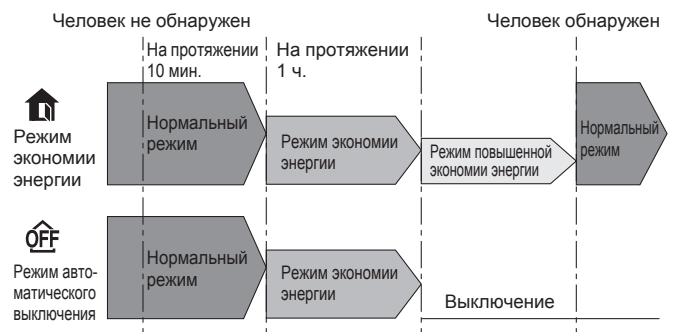 Человек не обнаружен
Человек обнаружен
На протяжении
10 мин.
На протяжении
1 ч.
Режим
экономии
энергии
Нормальный
режим
Режим экономии
энергии
Режим повышенной
экономии энергии
Нормальный
режим
OFF
Режим авто-
матического
выключения
Нормальный
режим
Режим экономии
энергии
Выключение